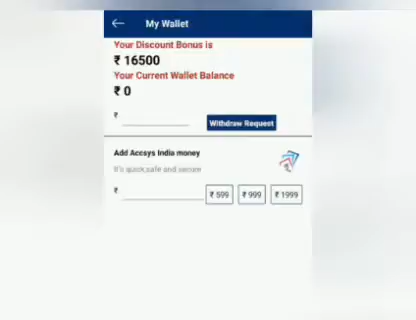 My Wallet
Your Discount Bonus is
₹ 16500
Your Current Wallet Balance
₹ 0
₹
Withdraw Request
Add Accsys India money
It's quick,safe and secure
₹
₹ 599 ₹ 999 ₹ 1999